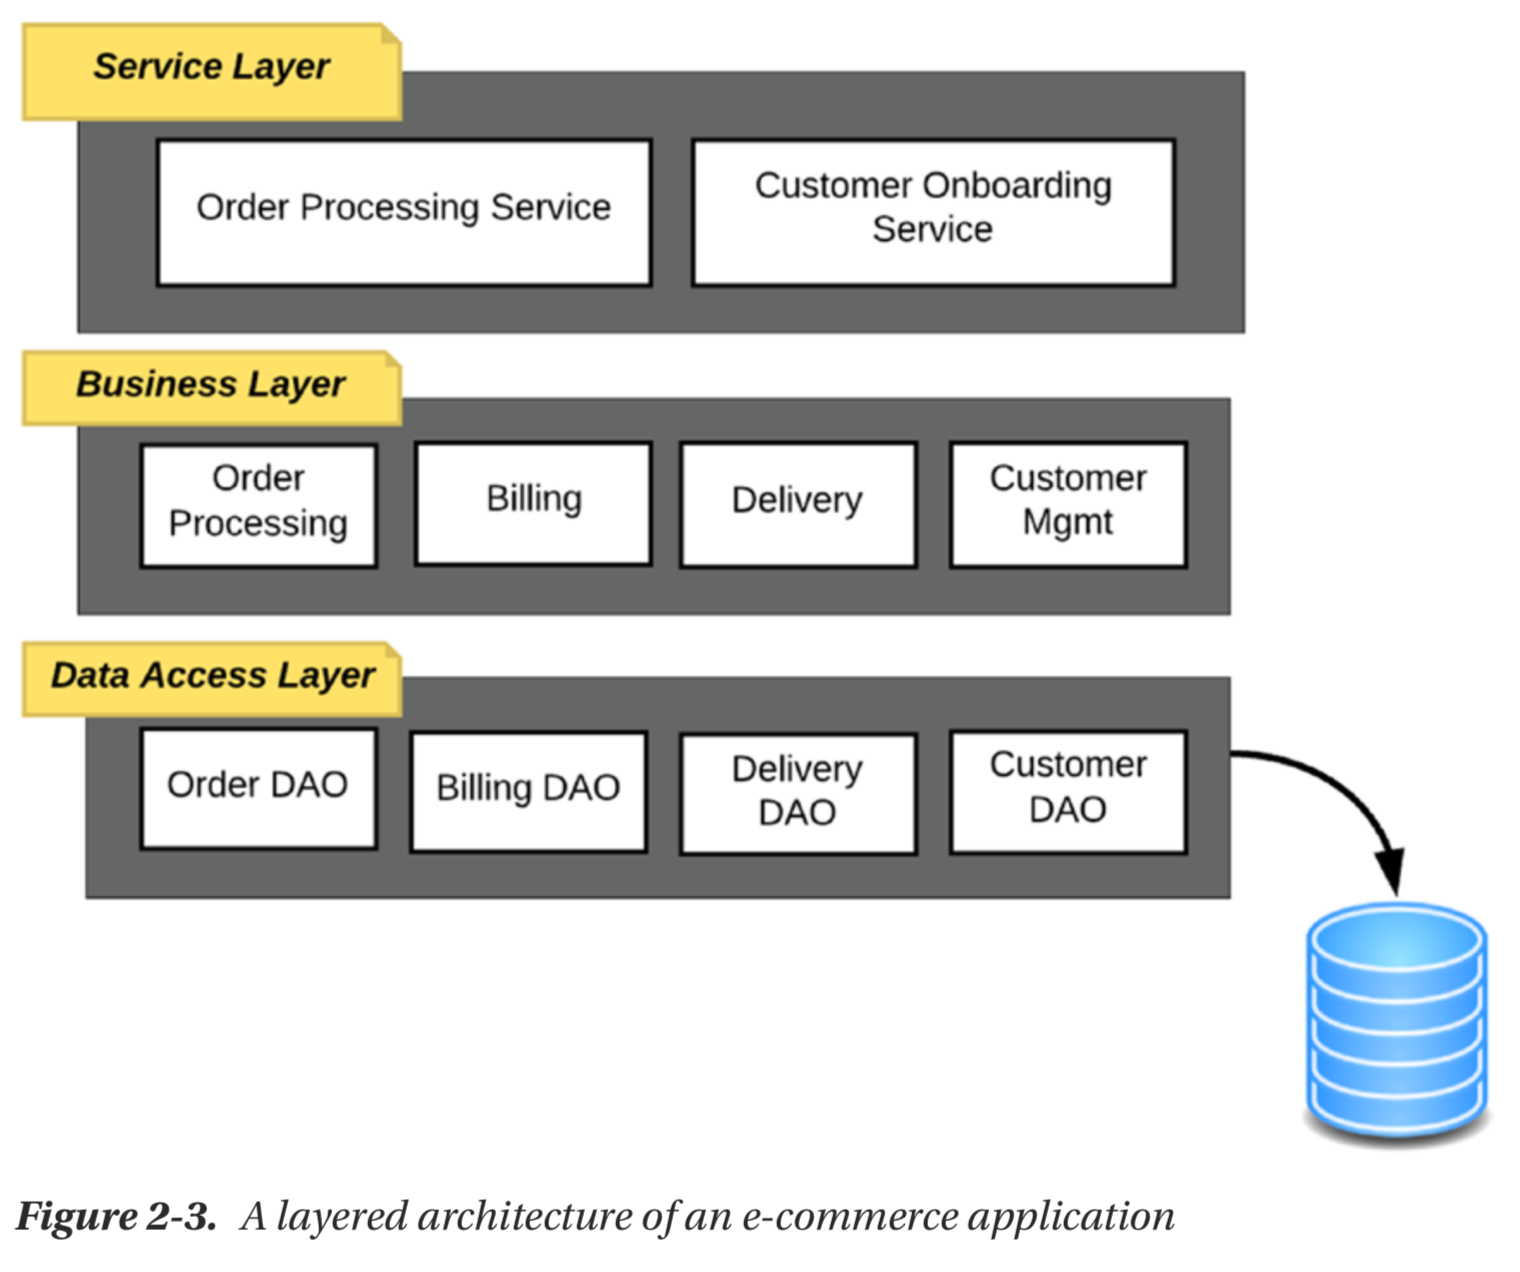 Service Layer
Order Processing Service
Customer Onboarding
Service
Business Layer
Order
Processing
Billing
Delivery
Customer
Mgmt
Data Access Layer
Order DAO
Billing DAO
Delivery
DAO
Customer
DAO
Figure 2-3. A layered architecture of an e-commerce application